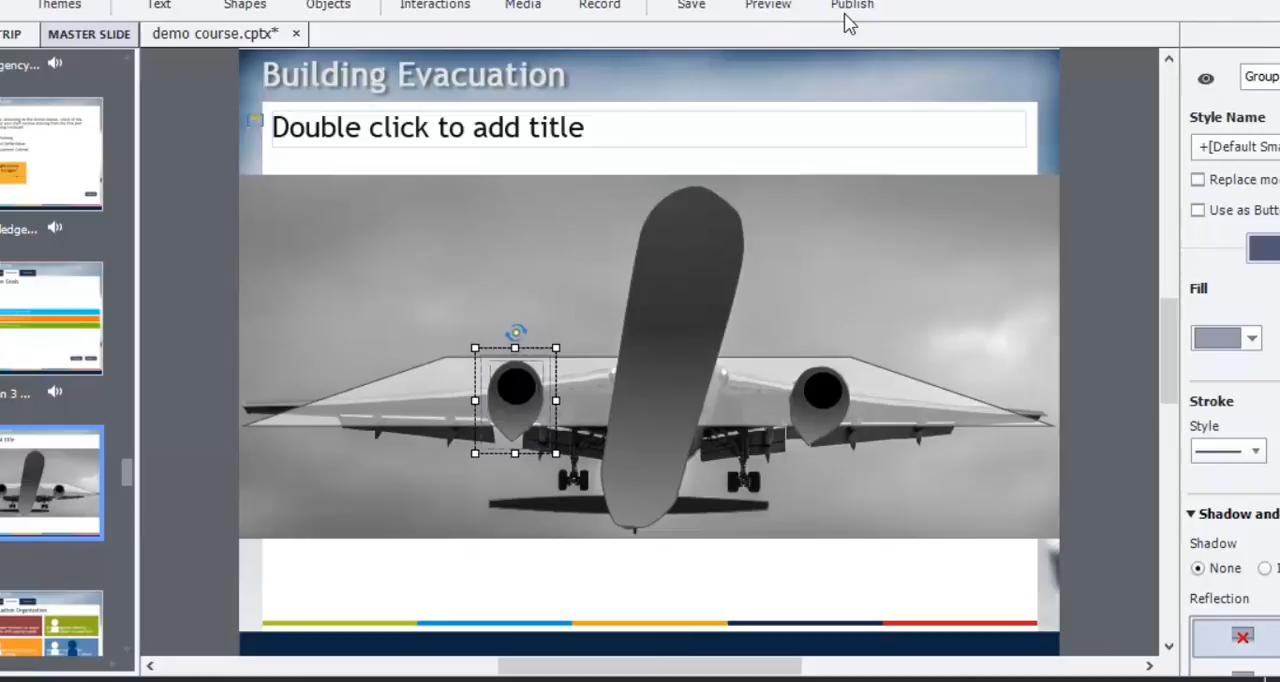 Themes Text Shapes Objects Interactions Media Record Save Preview Publish
TRIP MASTER SLIDE demo course.cptx* ×
gency...
ledge...
n 3 ...
Building Evacuation
Double click to add title
Group
Style Name
+[Default Sma
Replace mo
Use as Butt
Fill
Stroke
Style
Shadow and
Shadow
None
Reflection